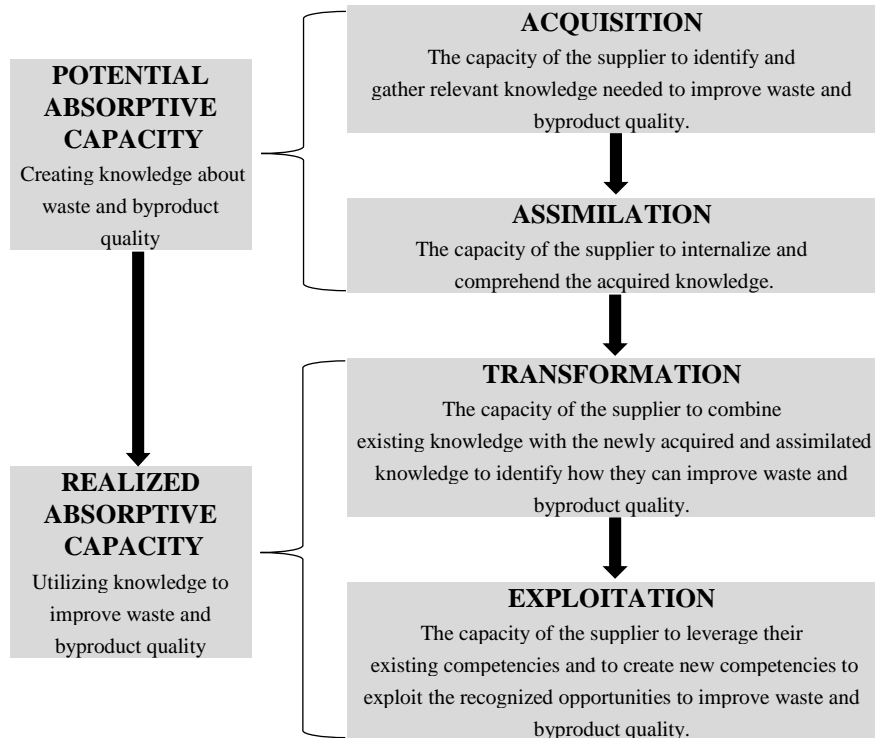 POTENTIAL
ABSORPTIVE
CAPACITY
Creating knowledge about
waste and byproduct
quality
REALIZED
ABSORPTIVE
CAPACITY
Utilizing knowledge to
improve waste and
byproduct quality
ACQUISITION
The capacity of the supplier to identify and
gather relevant knowledge needed to improve waste and
byproduct quality.
ASSIMILATION
The capacity of the supplier to internalize and
comprehend the acquired knowledge.
TRANSFORMATION
The capacity of the supplier to combine
existing knowledge with the newly acquired and assimilated
knowledge to identify how they can improve waste and
byproduct quality.
EXPLOITATION
The capacity of the supplier to leverage their
existing competencies and to create new competencies to
exploit the recognized opportunities to improve waste and
byproduct quality.